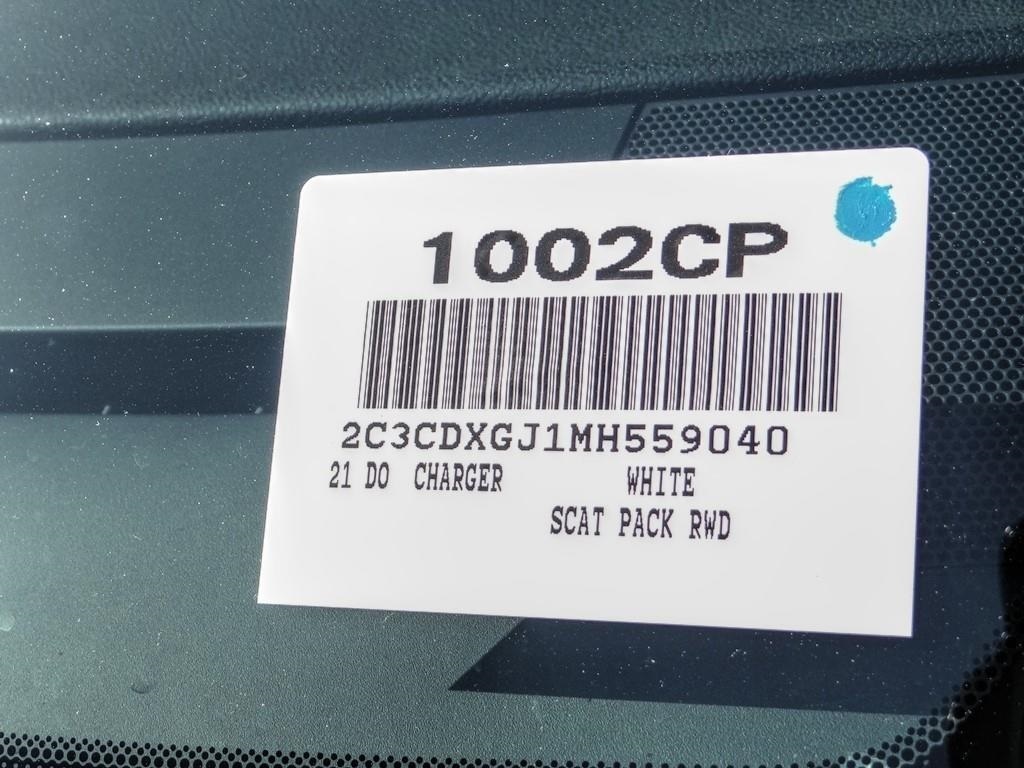 1002CP
2C3CDXGJ1MH559040
21 DO CHARGER WHITE
SCAT PACK RWD